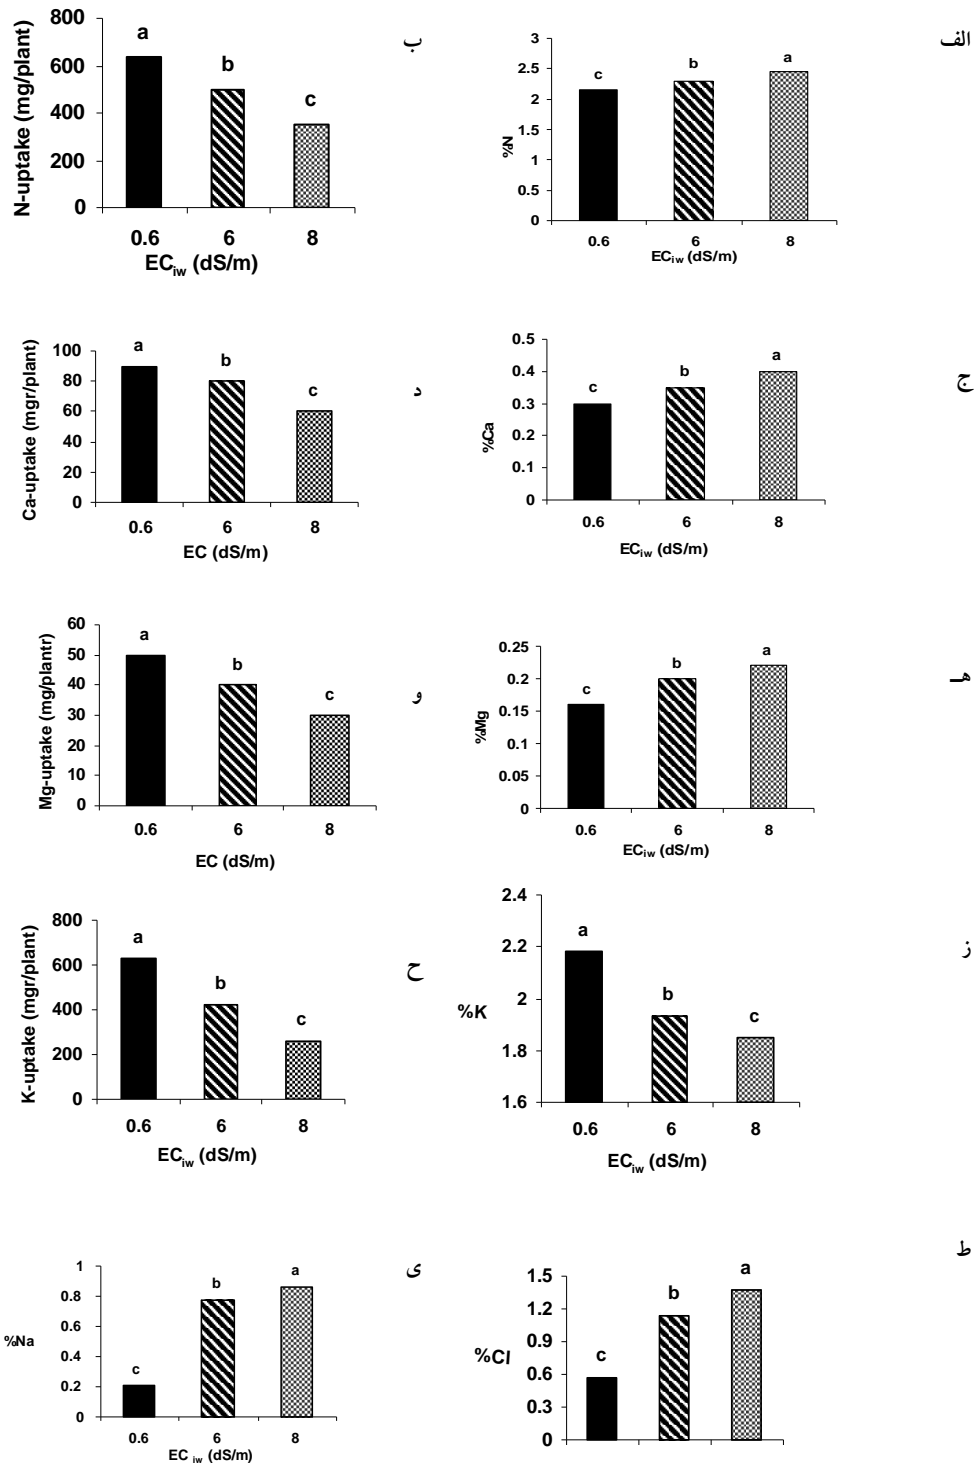 الف
%N
3
2.5
2
1.5
1
0.5
0
c
b
a
0.6 6 8
ECiw (dS/m)
ب
N-uptake (mg/plant)
800
600
400
200
0
a
b
c
0.6 6 8
ECiw (dS/m)
ج
%Ca
0.5
0.4
0.3
0.2
0.1
0
c
b
a
0.6 6 8
ECiw (dS/m)
د
Ca-uptake (mgr/plant)
100
80
60
40
20
0
a
b
c
0.6 6 8
EC (dS/m)
هـ
%Mg
0.25
0.2
0.15
0.1
0.05
0
c
b
a
0.6 6 8
ECiw (dS/m)
و
Mg-uptake (mg/plantr)
60
50
40
30
20
10
0
a
b
c
0.6 6 8
EC (dS/m)
ز
%K
2.4
2.2
2
1.8
1.6
a
b
c
0.6 6 8
ECiw (dS/m)
ح
K-uptake (mgr/plant)
800
600
400
200
0
a
b
c
0.6 6 8
ECiw (dS/m)
ط
%Cl
1.5
1.2
0.9
0.6
0.3
0
c
b
a
ی
%Na
1
0.8
0.6
0.4
0.2
0
c
b
a
0.6 6 8
EC iw (dS/m)